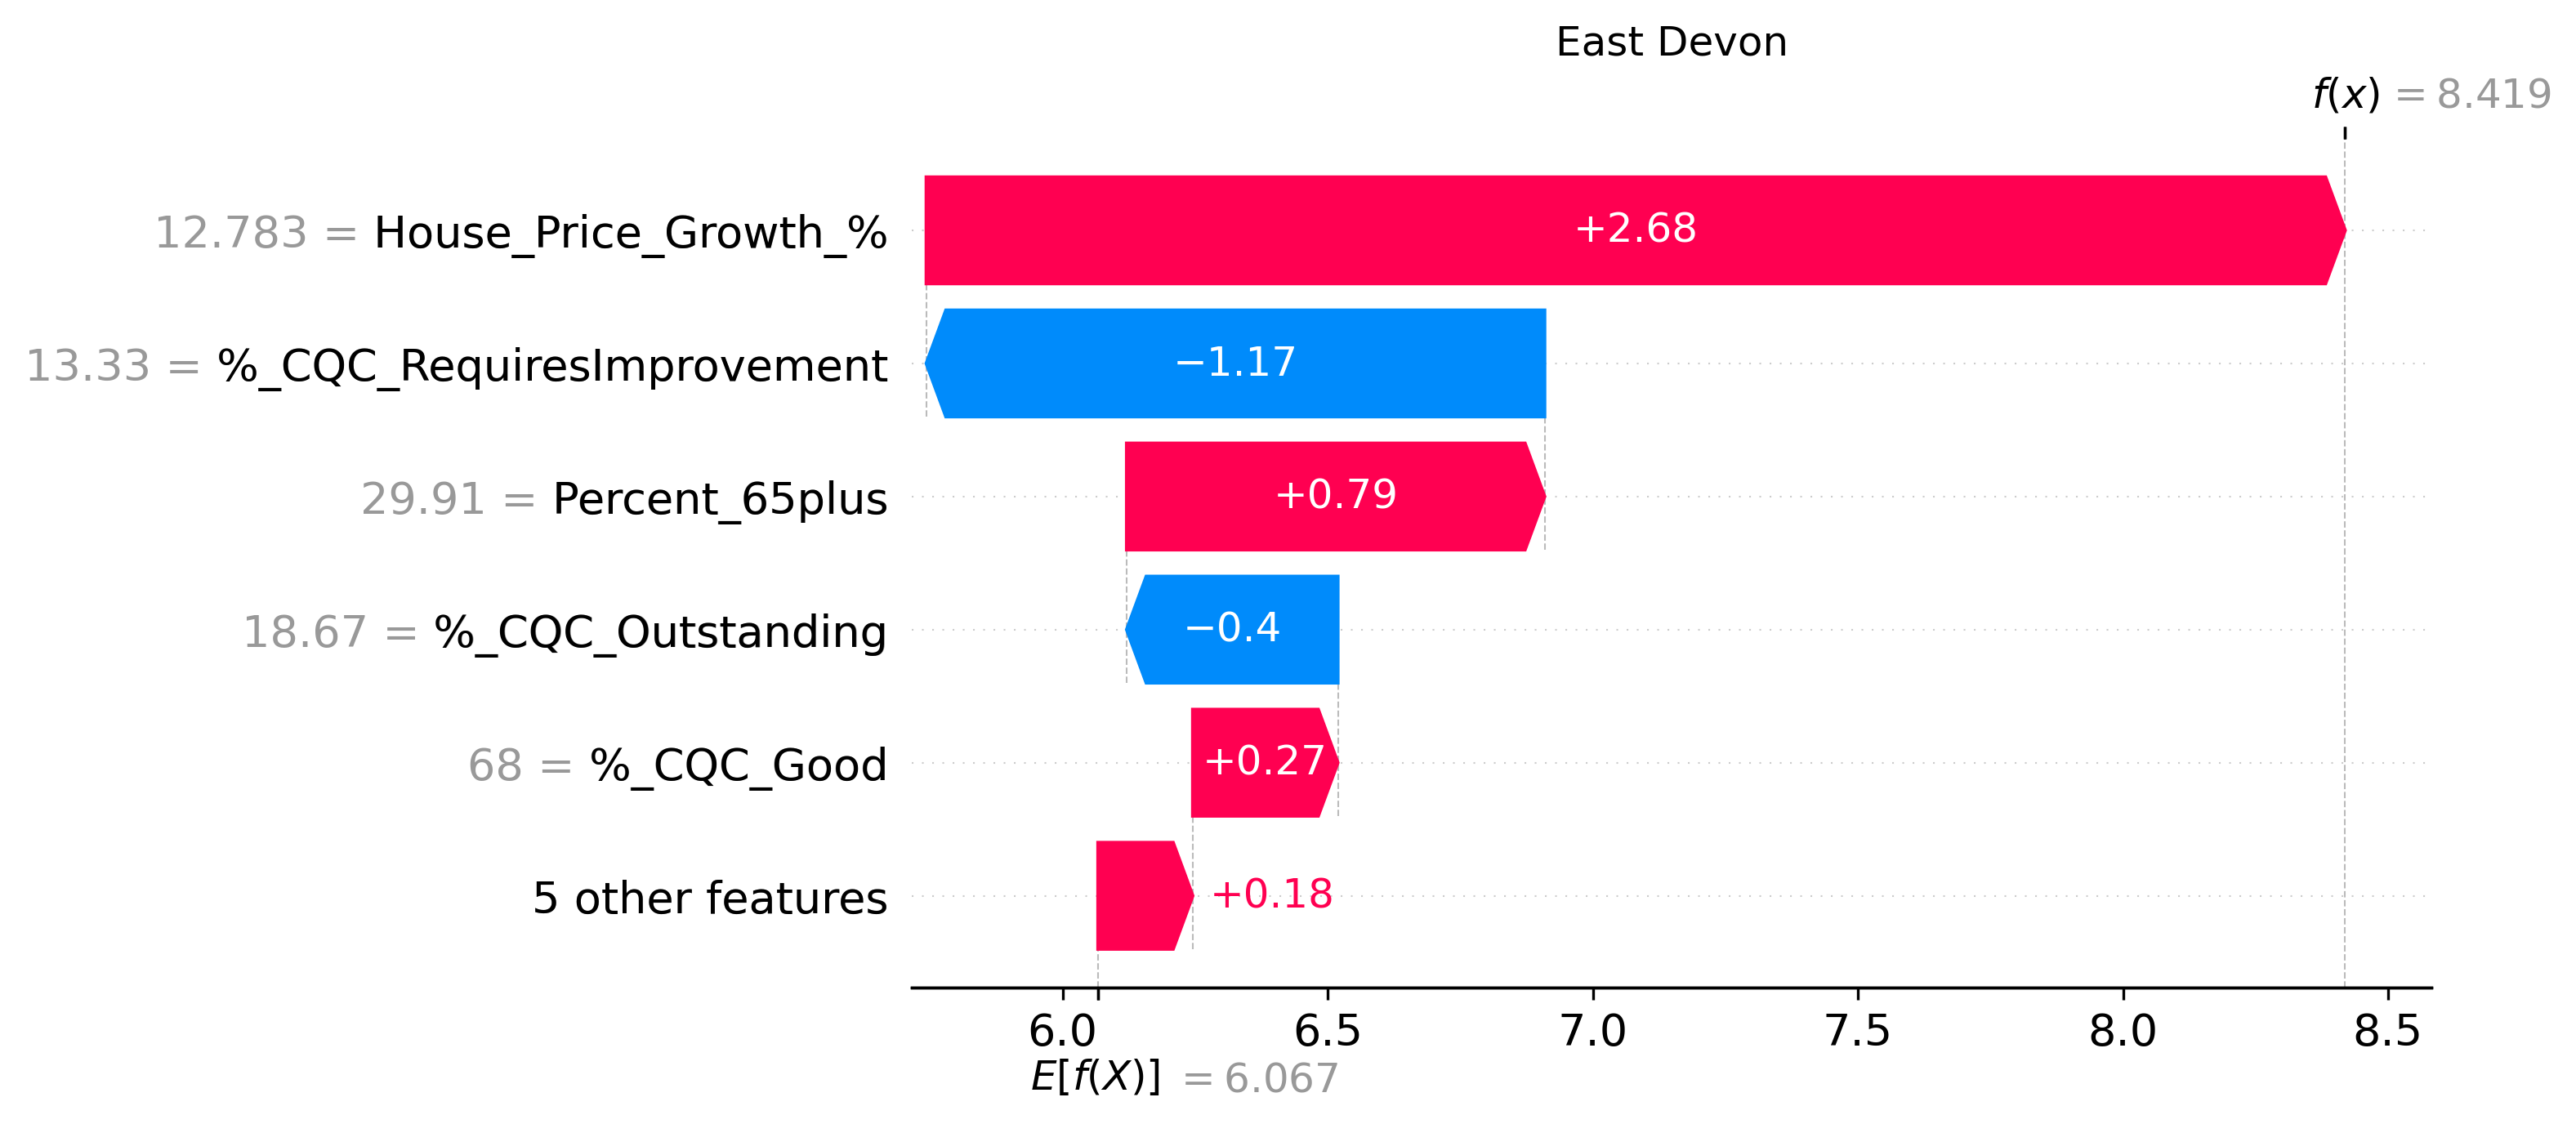 East Devon
f(x) = 8.419
12.783 = House_Price_Growth_%
+2.68
13.33 = %_CQC_RequiresImprovement
−1.17
29.91 = Percent_65plus
+0.79
18.67 = %_CQC_Outstanding
−0.4
68 = %_CQC_Good
+0.27
5 other features
+0.18
6.0 6.5 7.0 7.5 8.0 8.5
E[f(X)] = 6.067